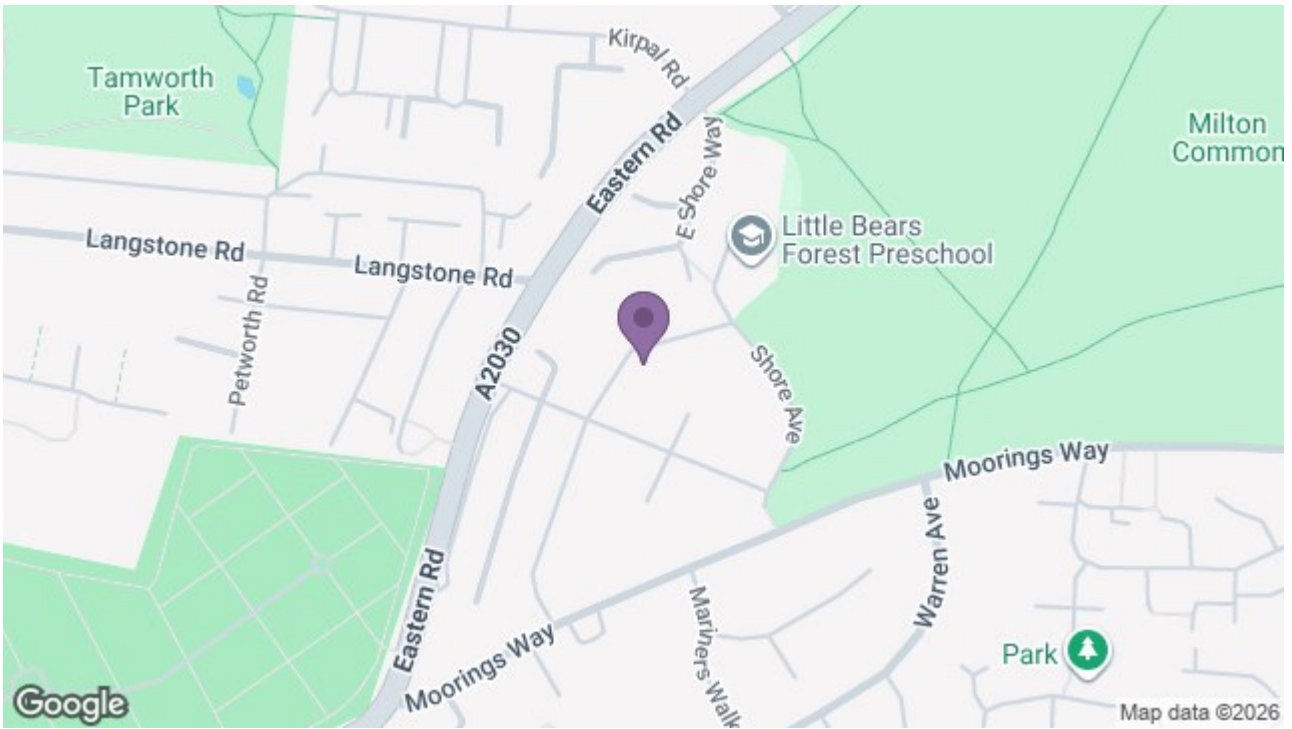 Kirpal Rd
Tamworth
Park
Milton
Common
Eastern Rd
E Shore Way
Little Bears
Forest Preschool
Langstone Rd
Langstone Rd
Petworth Rd
A2030
Shore Ave
Moorings Way
Warren Ave
Eastern Rd
Mariners Walk
Moorings Way
Park
Google
Map data ©2026